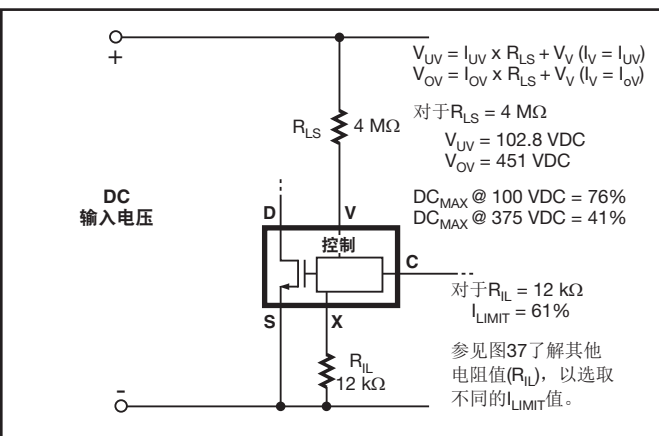 +
V_UV = I_UV x R_LS + V_V (I_V = I_UV)
V_OV = I_OV x R_LS + V_V (I_V = I_oV)
对于R_LS = 4 MΩ
R_LS 4 MΩ
V_UV = 102.8 VDC
V_OV = 451 VDC
DC
输入电压
DC_MAX @ 100 VDC = 76%
DC_MAX @ 375 VDC = 41%
D V
控制
C
对于R_IL = 12 kΩ
I_LIMIT = 61%
S X
R_IL
12 kΩ
参见图37了解其他
电阻值(R_IL)，以选取
不同的I_LIMIT值。
-